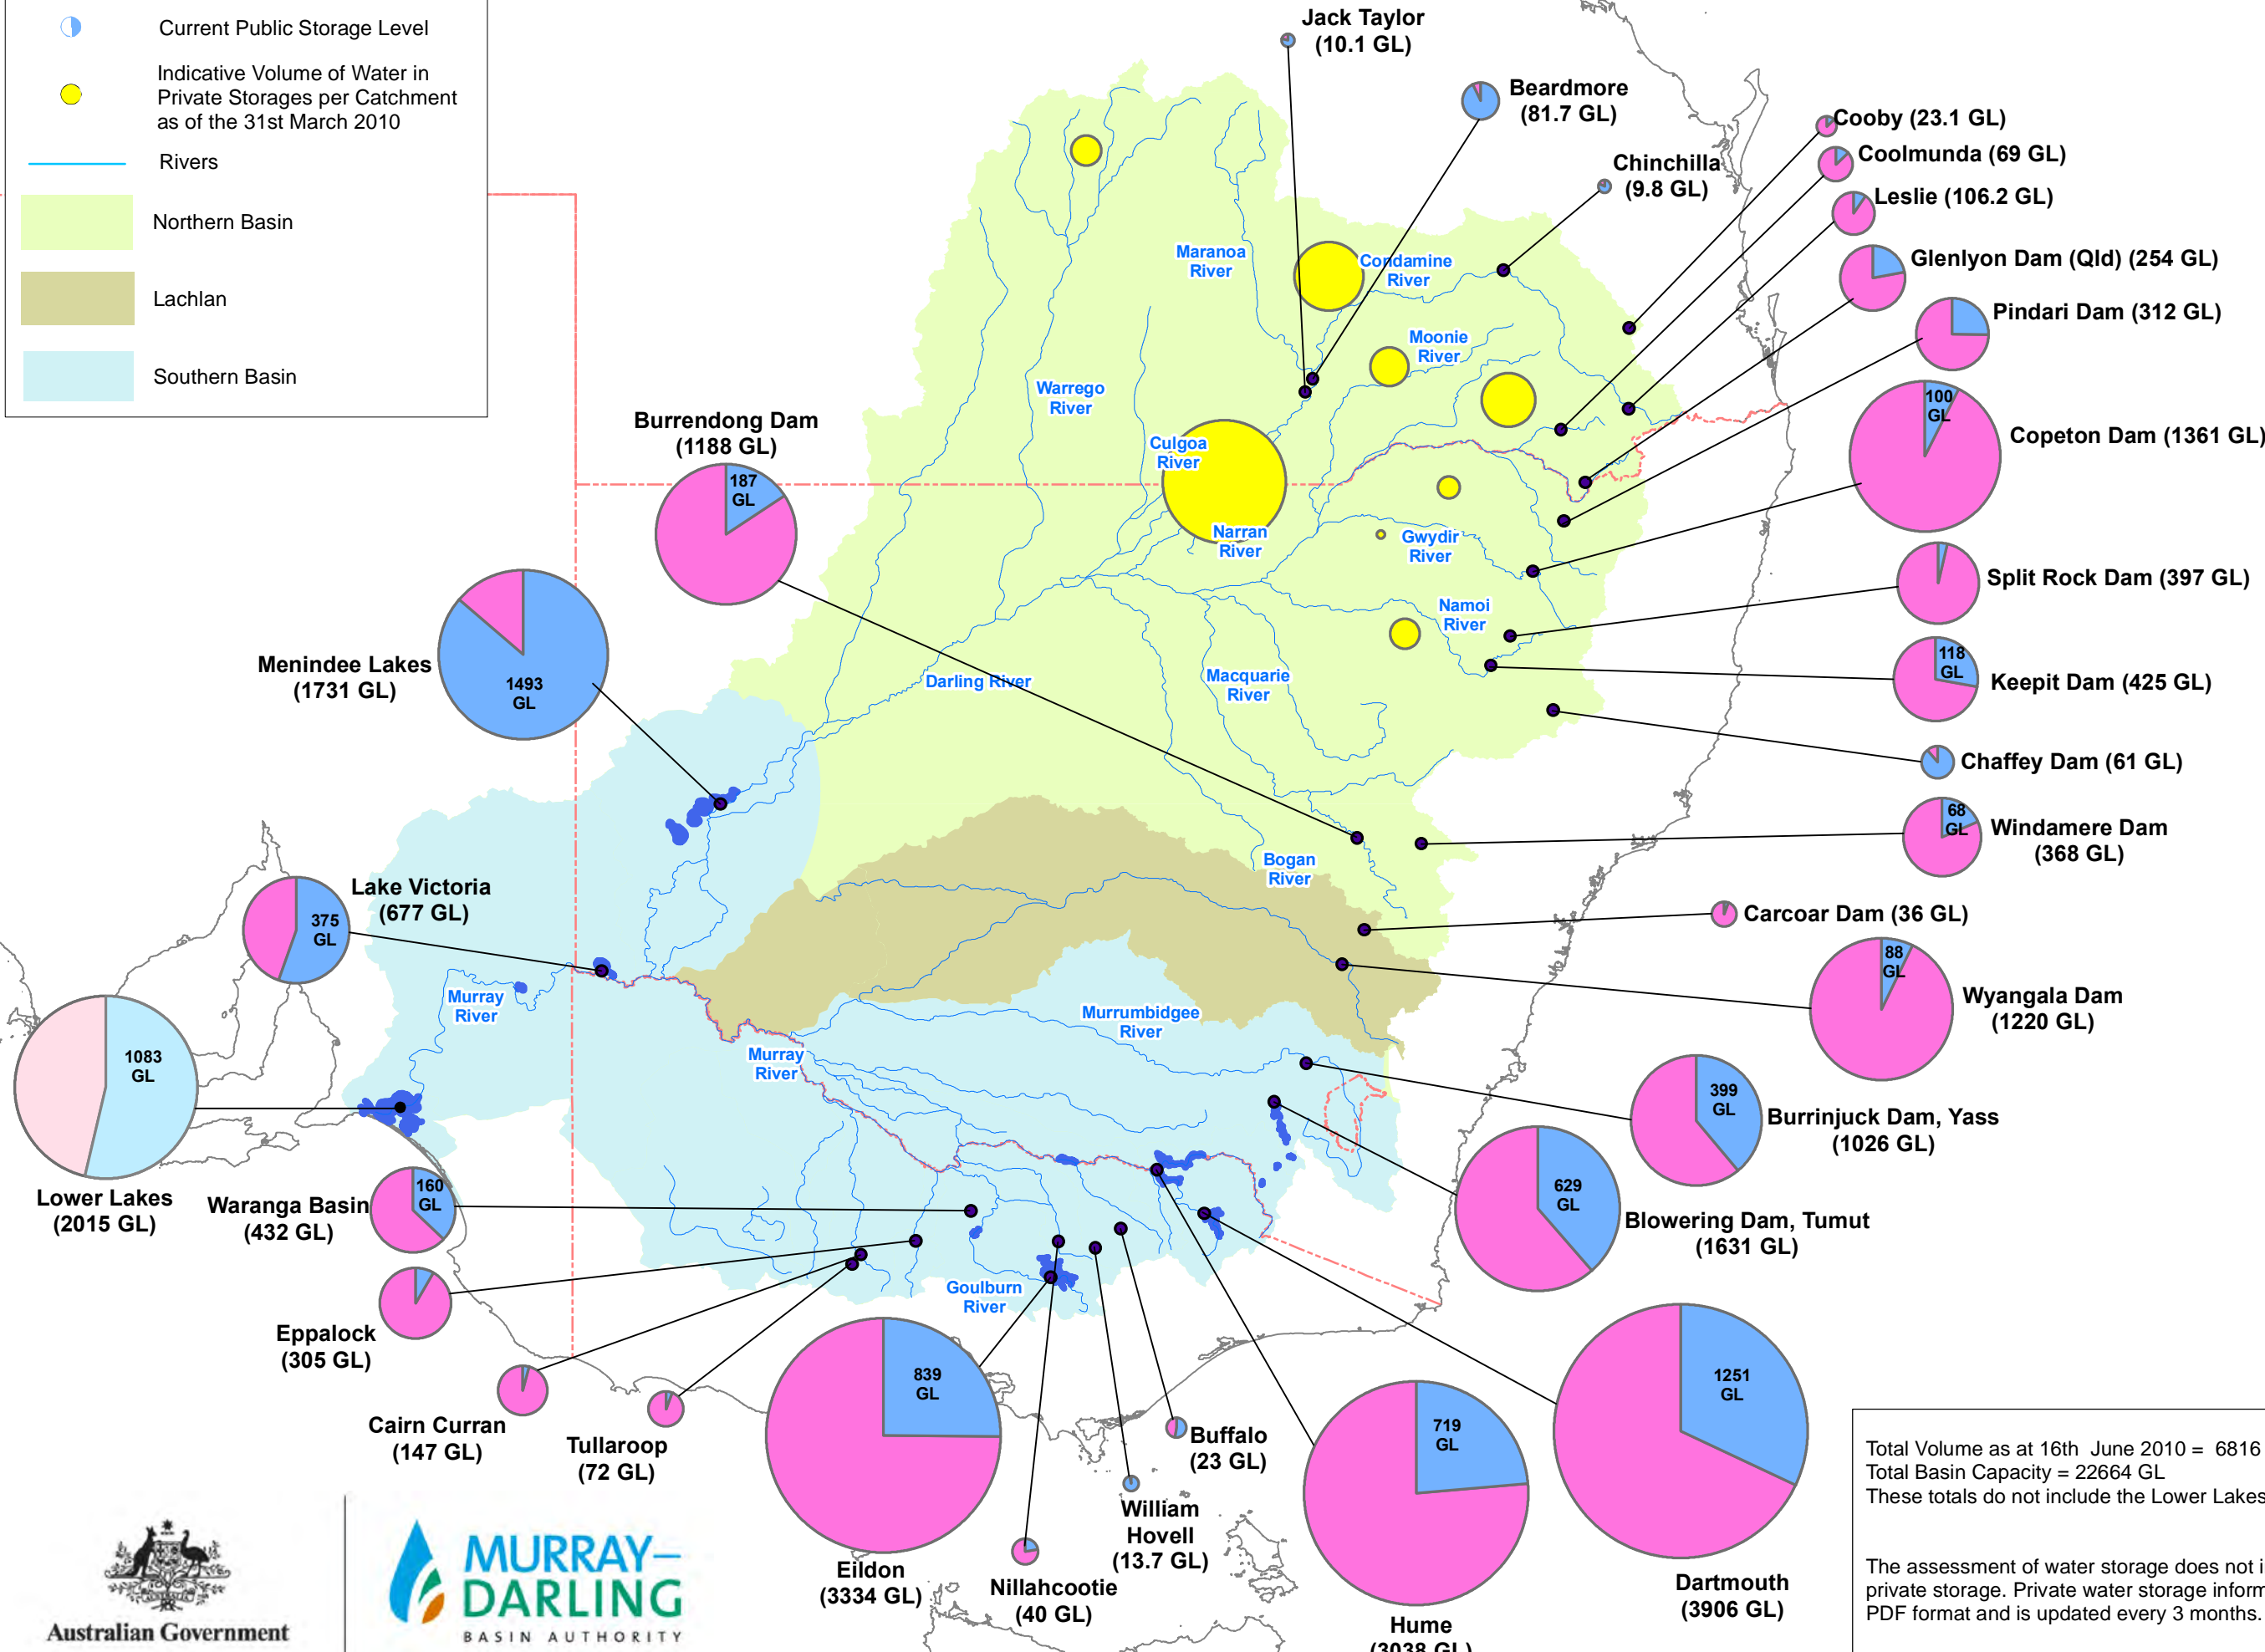 Current Public Storage Level
Indicative Volume of Water in
Private Storages per Catchment
as of the 31st March 2010
Rivers
Northern Basin
Lachlan
Southern Basin
Jack Taylor
(10.1 GL)
Beardmore
(81.7 GL)
Chinchilla
(9.8 GL)
Cooby (23.1 GL)
Coolmunda (69 GL)
Leslie (106.2 GL)
Glenlyon Dam (Qld) (254 GL)
Pindari Dam (312 GL)
100
GL
Copeton Dam (1361 GL)
Split Rock Dam (397 GL)
118
GL
Keepit Dam (425 GL)
Chaffey Dam (61 GL)
68
GL
Windamere Dam
(368 GL)
Carcoar Dam (36 GL)
88
GL
Wyangala Dam
(1220 GL)
399
GL
Burrinjuck Dam, Yass
(1026 GL)
629
GL
Blowering Dam, Tumut
(1631 GL)
1251
GL
Dartmouth
(3906 GL)
719
GL
Hume
(3038 GL)
Buffalo
(23 GL)
William
Hovell
(13.7 GL)
Nillahcootie
(40 GL)
839
GL
Eildon
(3334 GL)
Tullaroop
(72 GL)
Cairn Curran
(147 GL)
Eppalock
(305 GL)
160
GL
Waranga Basin
(432 GL)
1083
GL
Lower Lakes
(2015 GL)
375
GL
Lake Victoria
(677 GL)
1493
GL
Menindee Lakes
(1731 GL)
Burrendong Dam
(1188 GL)
187
GL
Maranoa
River
Condamine
River
Moonie
River
Warrego
River
Culgoa
River
Narran
River
Gwydir
River
Namoi
River
Darling River
Macquarie
River
Bogan
River
Murray
River
Murrumbidgee
River
Murray
River
Goulburn
River
Total Volume as at 16th June 2010 = 6816
Total Basin Capacity = 22664 GL
These totals do not include the Lower Lakes
The assessment of water storage does not i
private storage. Private water storage inform
PDF format and is updated every 3 months.
Australian Government
MURRAY–
DARLING
BASIN AUTHORITY